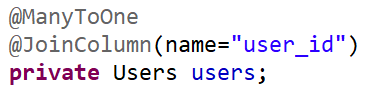 @ManyToOne
@JoinColumn(name="user_id")
private Users users;